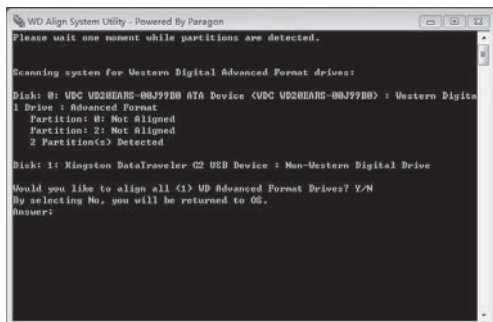 WD Align System Utility - Powered By Paragon
Please wait one moment while partitions are detected.
Scanning system for Western Digital Advanced Format drives:
Disk: 0: WDC WD20EARS-00J99B0 ATA Device <WDC WD20EARS-00J99B0> : Western Digita
l Drive : Advanced Format
Partition: 0: Not Aligned
Partition: 2: Not Aligned
2 Partition(s) Detected
Disk: 1: Kingston DataTraveler G2 USB Device : Non-Western Digital Drive
Would you like to align all (1) WD Advanced Format Drives? Y/N
By selecting No, you will be returned to OS.
Answer: